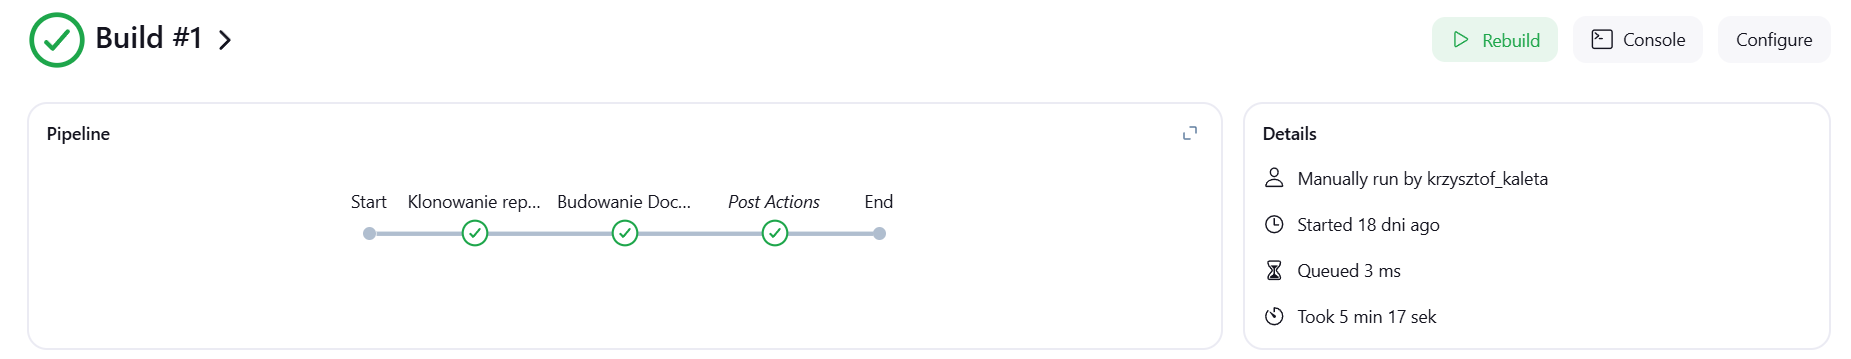 Build #1
Rebuild
Console
Configure
Pipeline
Start
Klonowanie rep...
Budowanie Doc...
Post Actions
End
Details
Manually run by krzysztof_kaleta
Started 18 dni ago
Queued 3 ms
Took 5 min 17 sek